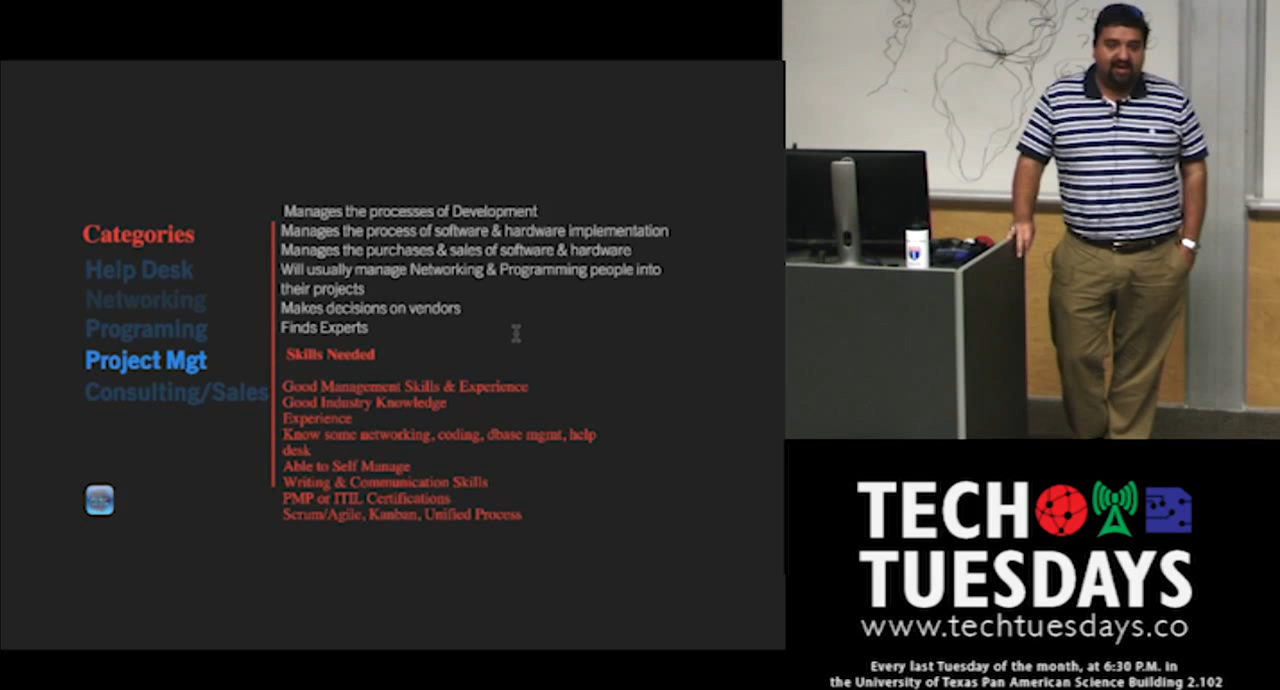 Categories
Help Desk
Networking
Programing
Project Mgt
Consulting/Sales
Manages the processes of Development
Manages the process of software & hardware implementation
Manages the purchases & sales of software & hardware
Will usually manage Networking & Programming people into
their projects
Makes decisions on vendors
Finds Experts
Skills Needed
Good Management Skills & Experience
Good Industry Knowledge
Experience
Know some networking, coding, dbase mgmt, help
desk
Able to Self Manage
Writing & Communication Skills
PMP or ITIL Certifications
Scrum/Agile, Kanban, Unified Process
TECH
TUESDAYS
www.techtuesdays.co
Every last Tuesday of the month, at 6:30 P.M. in
the University of Texas Pan American Science Building 2.102